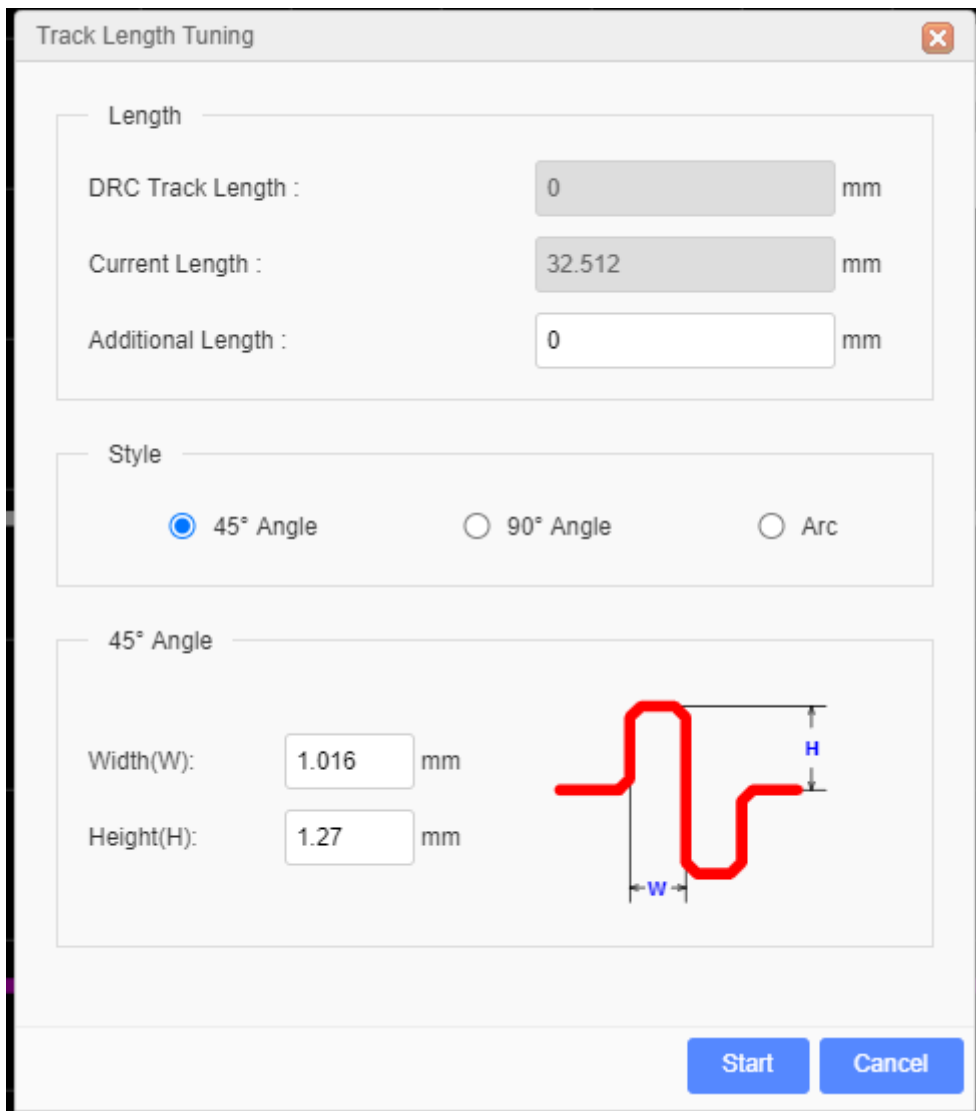 Track Length Tuning
Length
DRC Track Length : 0 mm
Current Length : 32.512 mm
Additional Length : 0 mm
Style
45° Angle 90° Angle Arc
45° Angle
Width(W): 1.016 mm
Height(H): 1.27 mm
H
W
Start Cancel